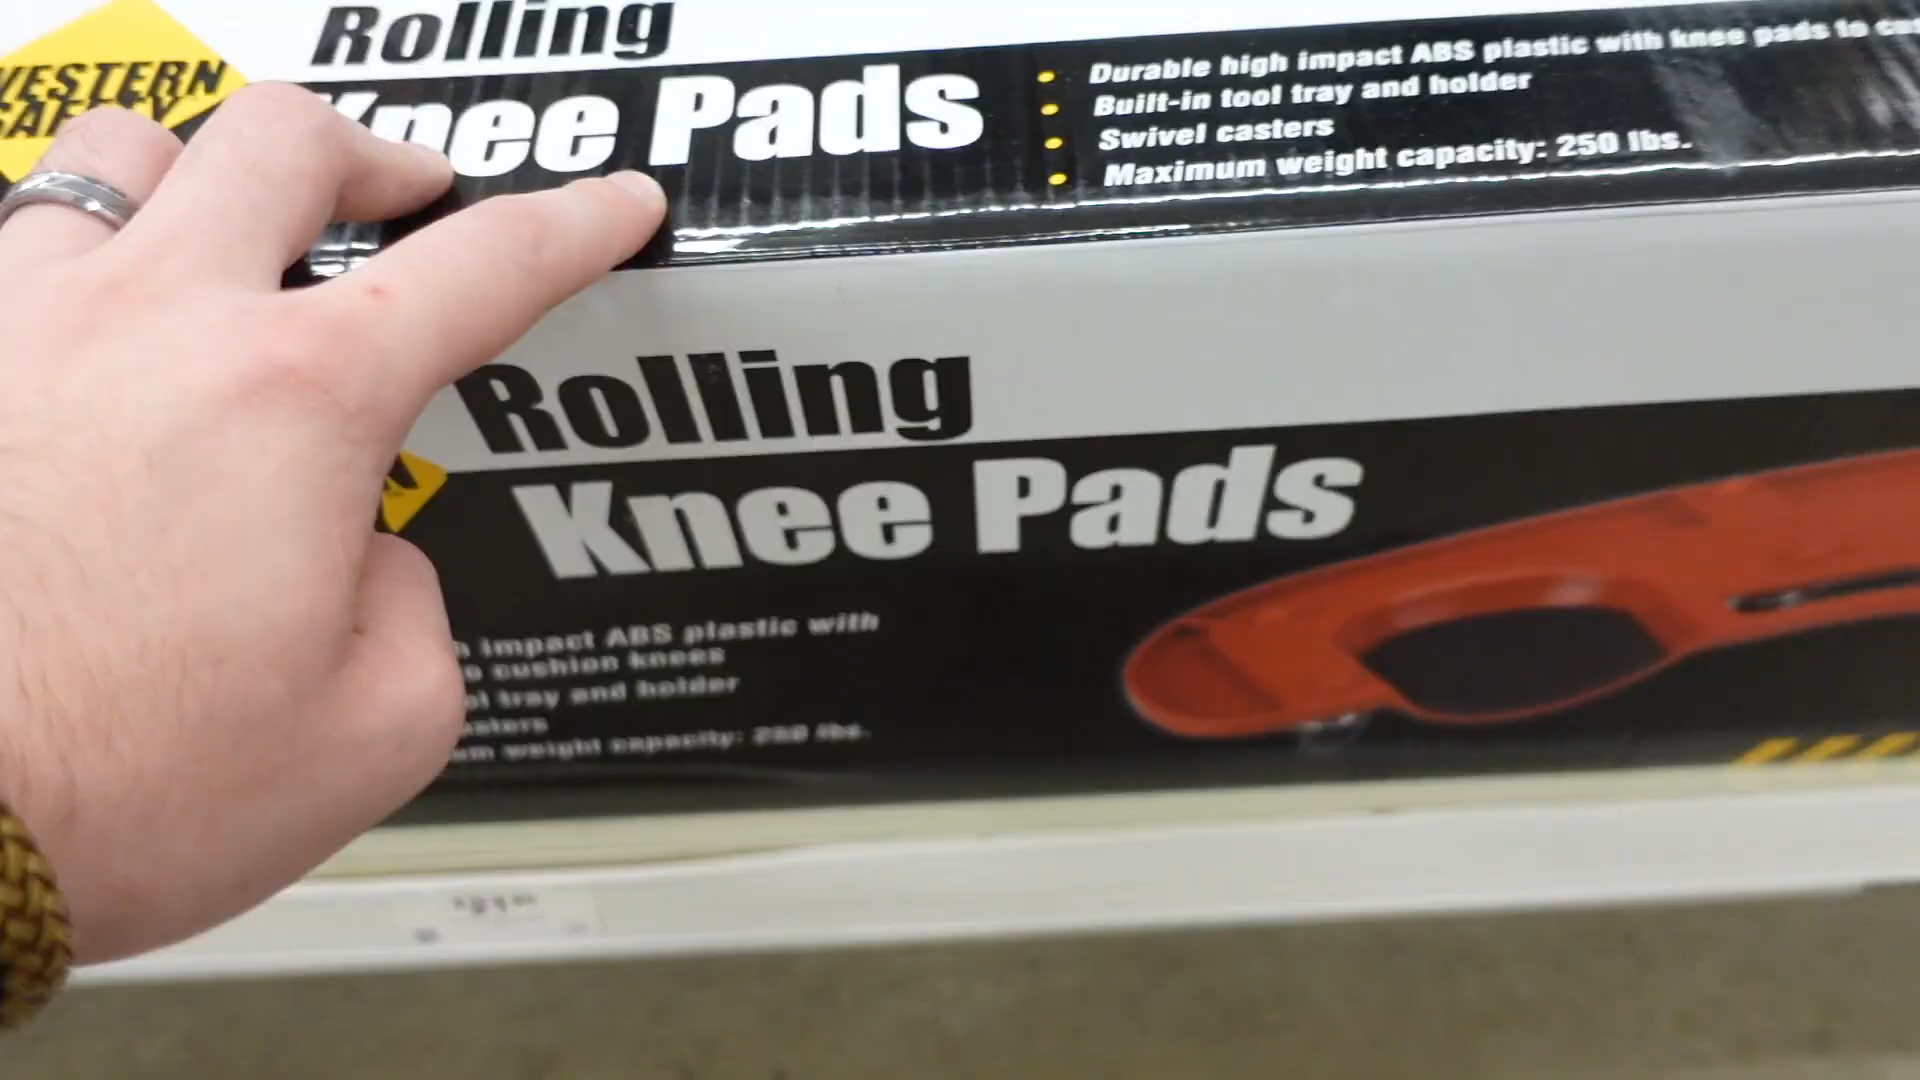 WESTERN
SAFETY
Rolling
Knee Pads
Durable high impact ABS plastic with knee pads to
Built-in tool tray and holder
Swivel casters
Maximum weight capacity: 250 lbs.
Rolling
Knee Pads
impact ABS plastic with
cushion knees
tray and holder
weight capacity: 250 lbs.